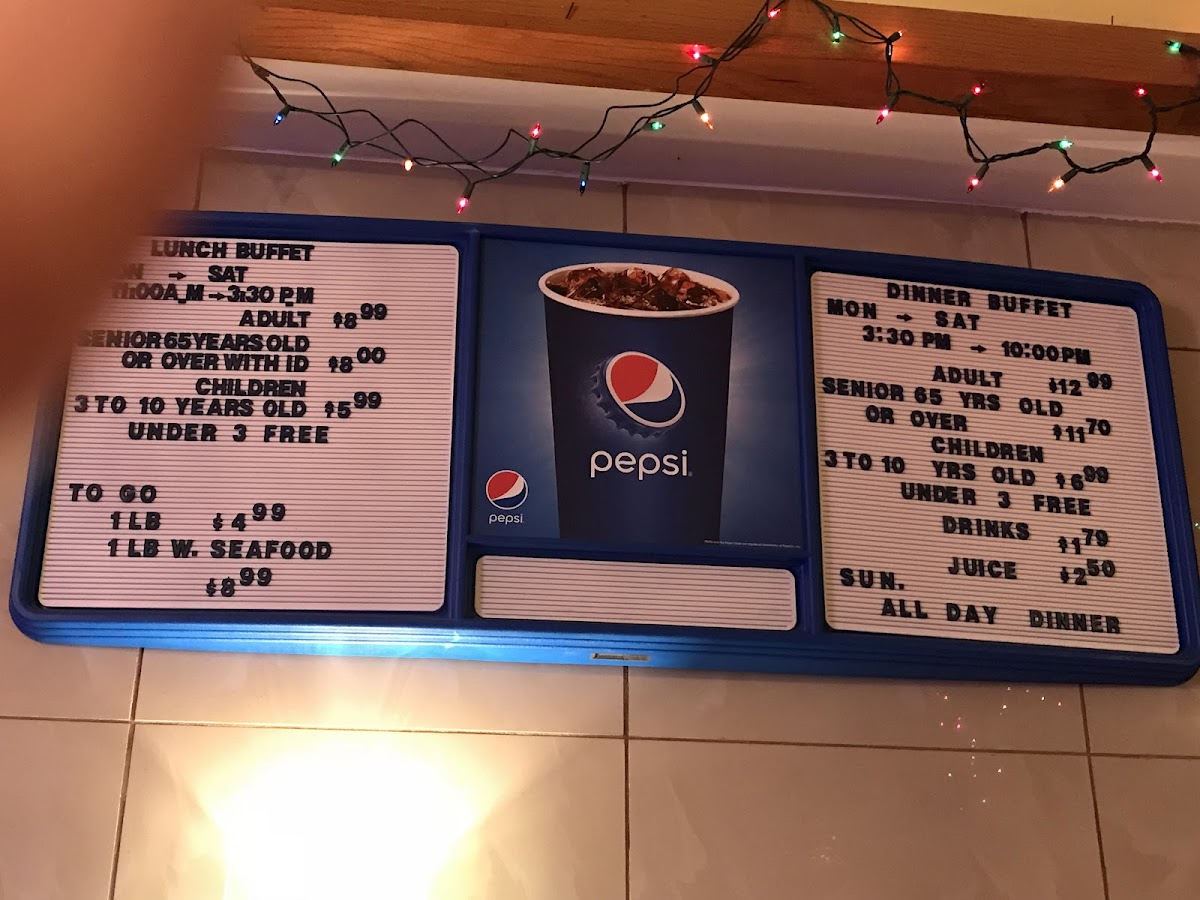 LUNCH BUFFET
→ SAT
11:00A_M → 3:30 PM
ADULT $8 99
SENIOR 65 YEARS OLD
OR OVER WITH ID $8 00
CHILDREN
3 TO 10 YEARS OLD $5 99
UNDER 3 FREE
TO GO
1 LB $4 99
1 LB W. SEAFOOD
$8 99
pepsi
pepsi
DINNER BUFFET
MON → SAT
3:30 PM → 10:00PM
ADULT $12 99
SENIOR 65 YRS OLD
OR OVER $11 70
CHILDREN
3 TO 10 YRS OLD $6 99
UNDER 3 FREE
DRINKS $1 79
JUICE $2 50
SUN.
ALL DAY DINNER